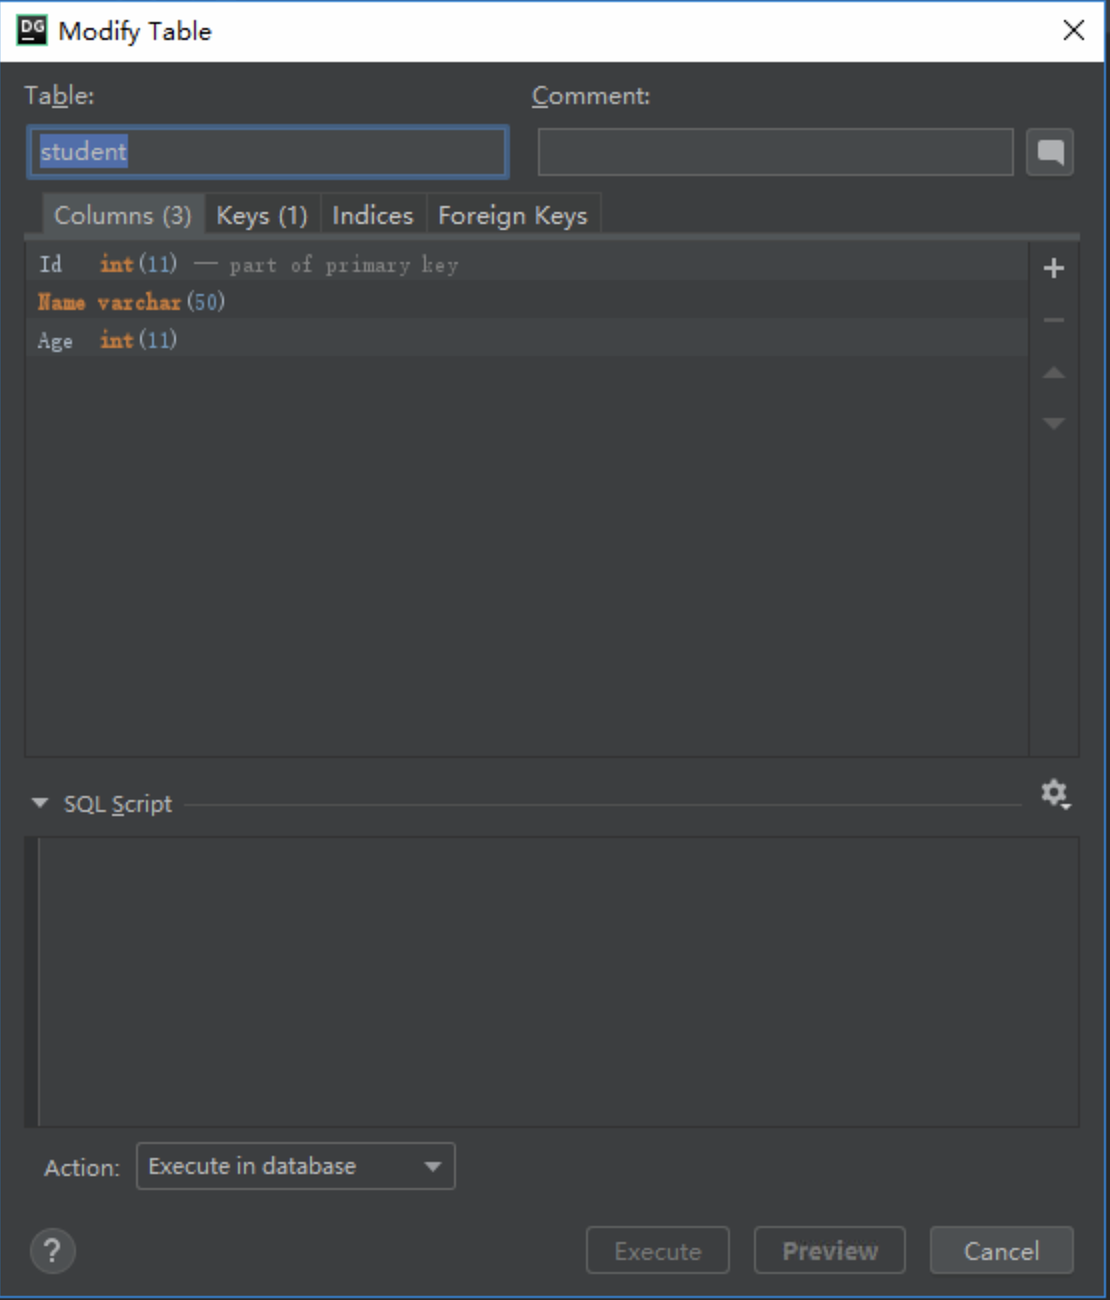 DG Modify Table
Table: Comment:
student
Columns (3) Keys (1) Indices Foreign Keys
Id int(11) — part of primary key
Name varchar(50)
Age int(11)
SQL Script
Action: Execute in database
? Execute Preview Cancel